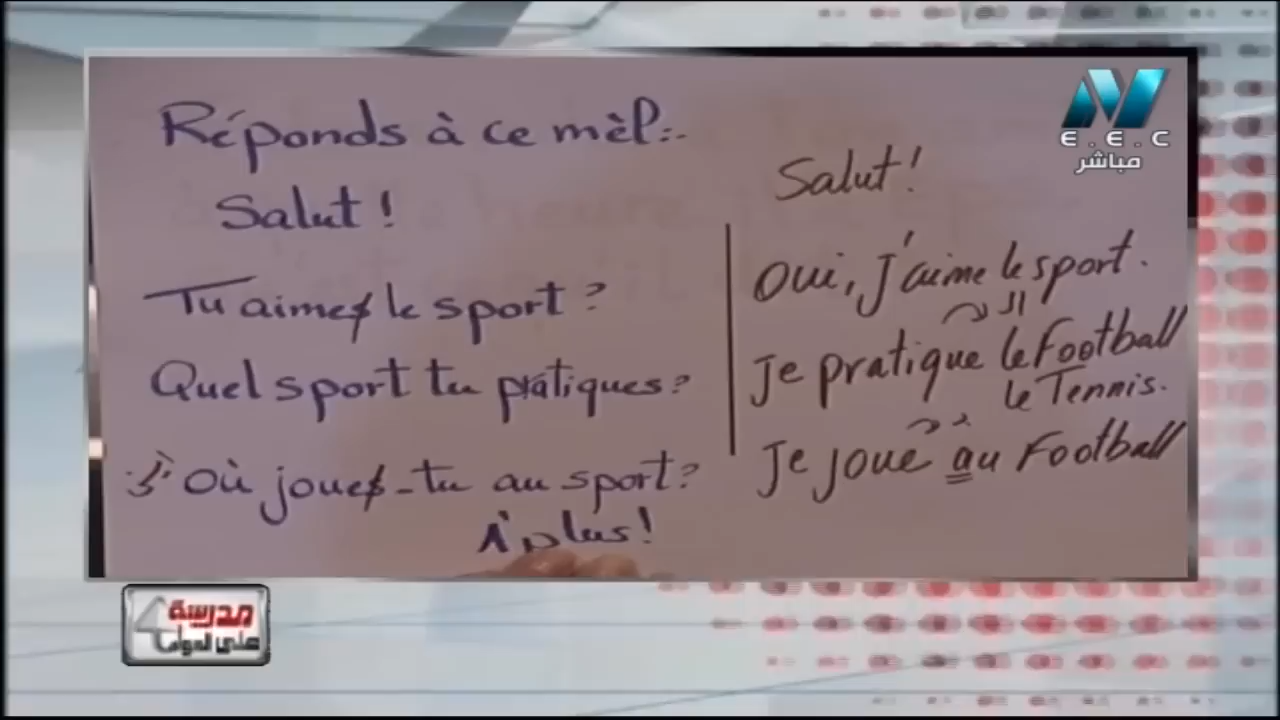 Réponds à ce mèl:-
Salut !
Tu aimes le sport ?
Quel sport tu pratiques ?
Où joues-tu au sport ?
À plus !
Salut !
Oui, j'aime le sport.
ال
Je pratique le Football
le Tennis.
Je joue au Football
E.E.C
مباشر
مدرسة
على الهواء